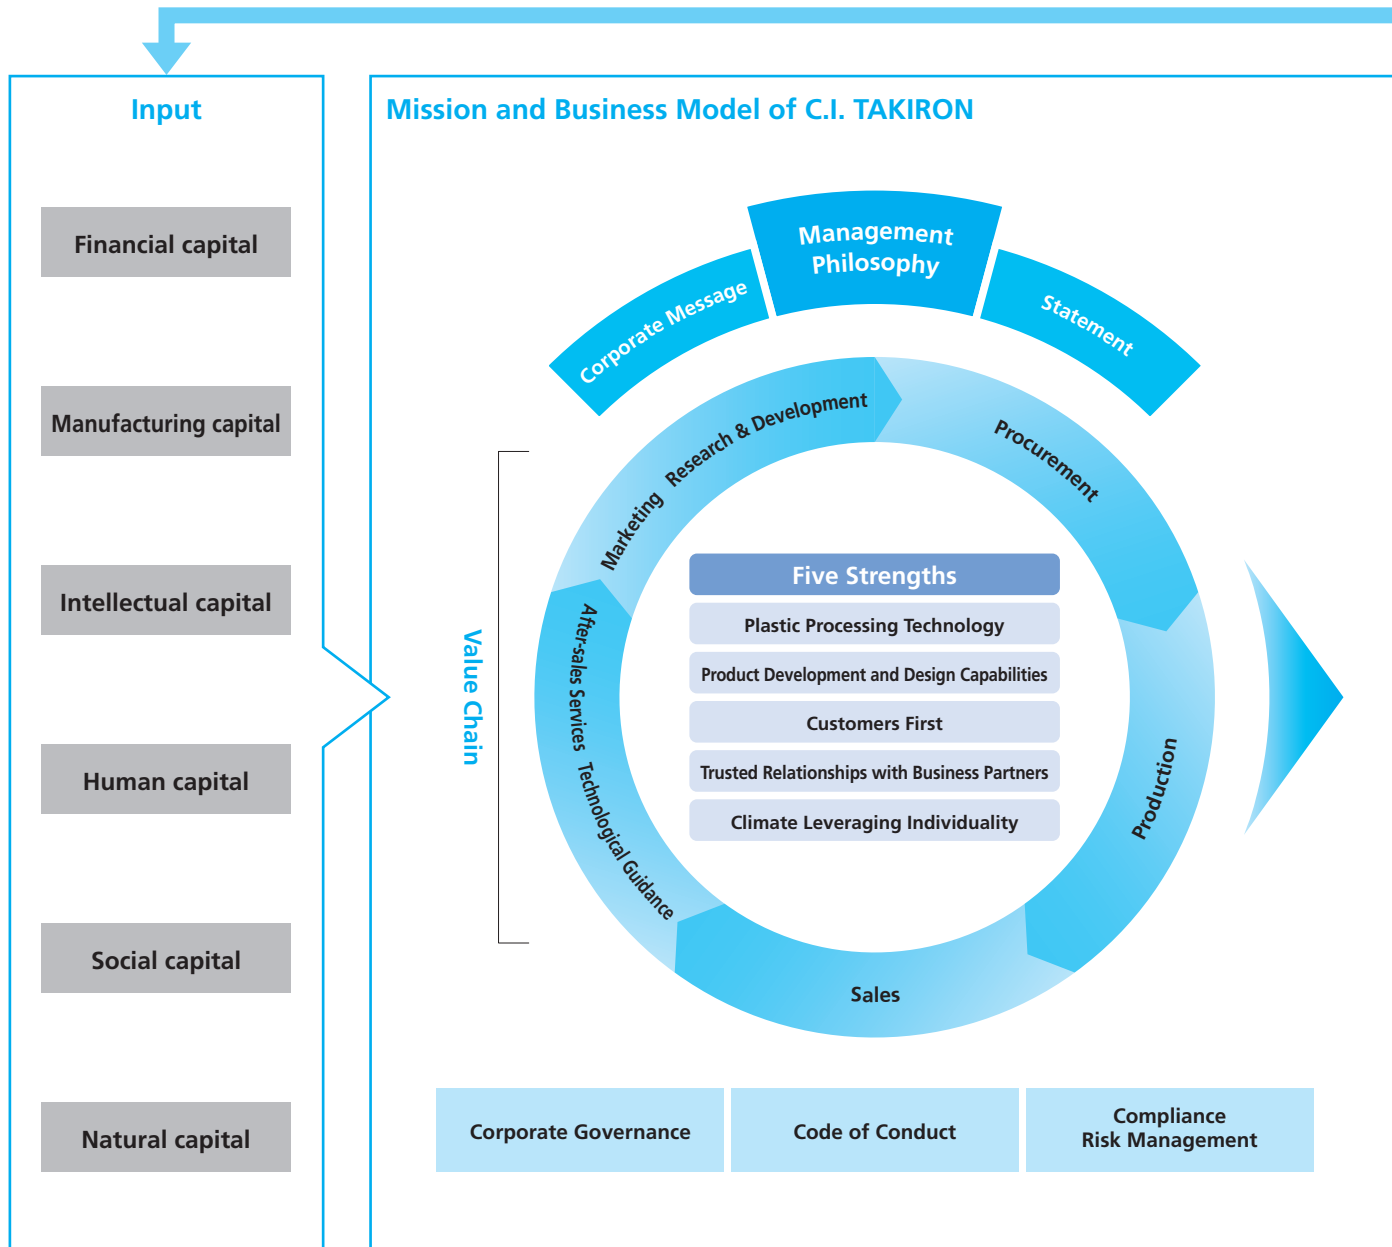 Input
Financial capital
Manufacturing capital
Intellectual capital
Human capital
Social capital
Natural capital
Mission and Business Model of C.I. TAKIRON
Corporate Message
Management
Philosophy
Statement
Value Chain
Marketing Research & Development
Procurement
Production
Sales
After-sales Services Technological Guidance
Five Strengths
Plastic Processing Technology
Product Development and Design Capabilities
Customers First
Trusted Relationships with Business Partners
Climate Leveraging Individuality
Corporate Governance
Code of Conduct
Compliance
Risk Management